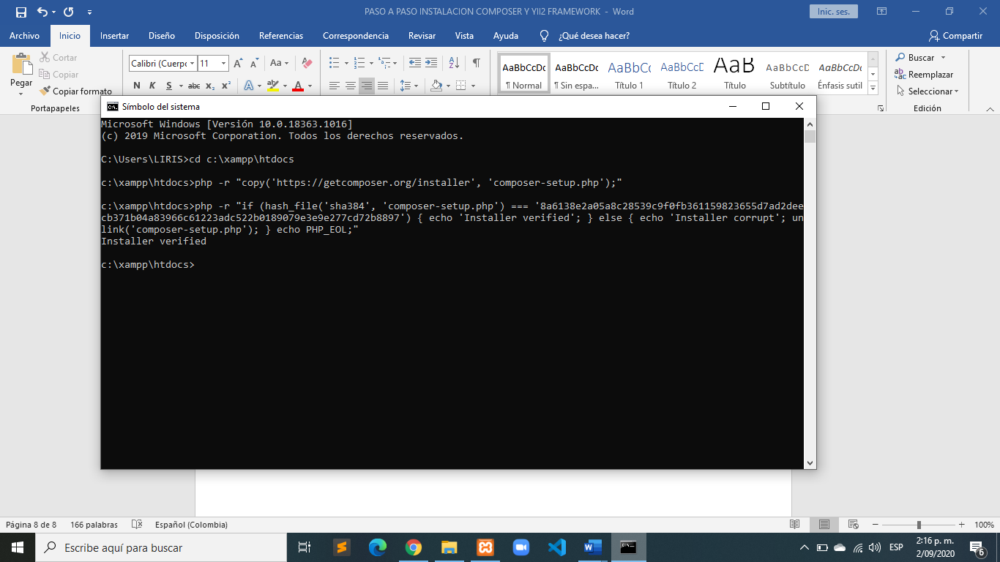 PASO A PASO INSTALACION COMPOSER Y YII2 FRAMEWORK - Word
Inic. ses.
Archivo Inicio Insertar Diseño Disposición Referencias Correspondencia Revisar Vista Ayuda ¿Qué desea hacer? Compartir
Pegar
Cortar
Copiar
Copiar formato
Portapapeles
Calibri (Cuerpo 11 A A Aa
N K S abc x₂ x² A aby A
AaBbCcDc AaBbCcDc AaBbCc AaBbCcD AaB AaBbCcD AaBbCcDc
¶ Normal ¶ Sin espa... Título 1 Título 2 Título Subtítulo Énfasis sutil
Buscar
Reemplazar
Seleccionar
Edición
Símbolo del sistema
Microsoft Windows [Versión 10.0.18363.1016]
(c) 2019 Microsoft Corporation. Todos los derechos reservados.
C:\Users\LIRIS>cd c:\xampp\htdocs
c:\xampp\htdocs>php -r "copy('https://getcomposer.org/installer', 'composer-setup.php');"
c:\xampp\htdocs>php -r "if (hash_file('sha384', 'composer-setup.php') === '8a6138e2a05a8c28539c9f0fb361159823655d7ad2dee
cb371b04a83966c61223adc522b0189079e3e9e277cd72b8897') { echo 'Installer verified'; } else { echo 'Installer corrupt'; un
link('composer-setup.php'); } echo PHP_EOL;"
Installer verified
c:\xampp\htdocs>
Página 8 de 8 166 palabras Español (Colombia) 100%
Escribe aquí para buscar
ESP
2:16 p. m.
2/09/2020
6